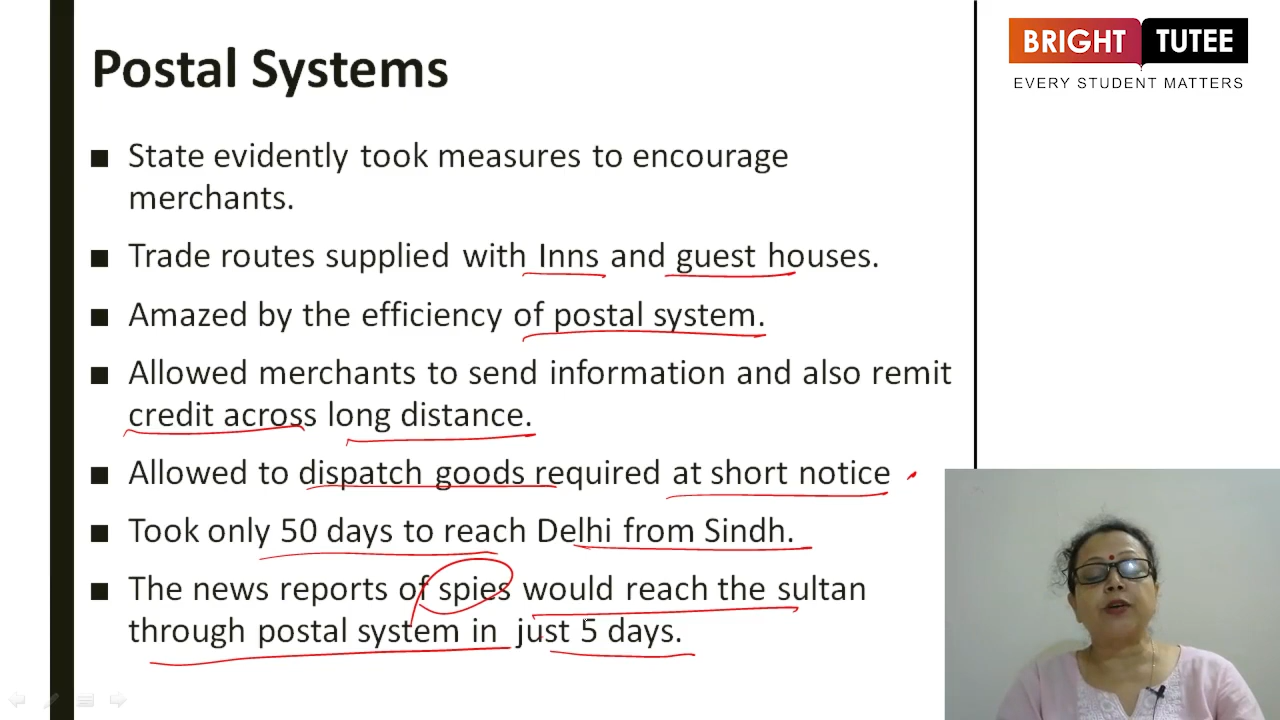 Postal Systems
BRIGHT TUTEE
EVERY STUDENT MATTERS
■ State evidently took measures to encourage
merchants.
■ Trade routes supplied with Inns and guest houses.
■ Amazed by the efficiency of postal system.
■ Allowed merchants to send information and also remit
credit across long distance.
■ Allowed to dispatch goods required at short notice
■ Took only 50 days to reach Delhi from Sindh.
■ The news reports of spies would reach the sultan
through postal system in just 5 days.